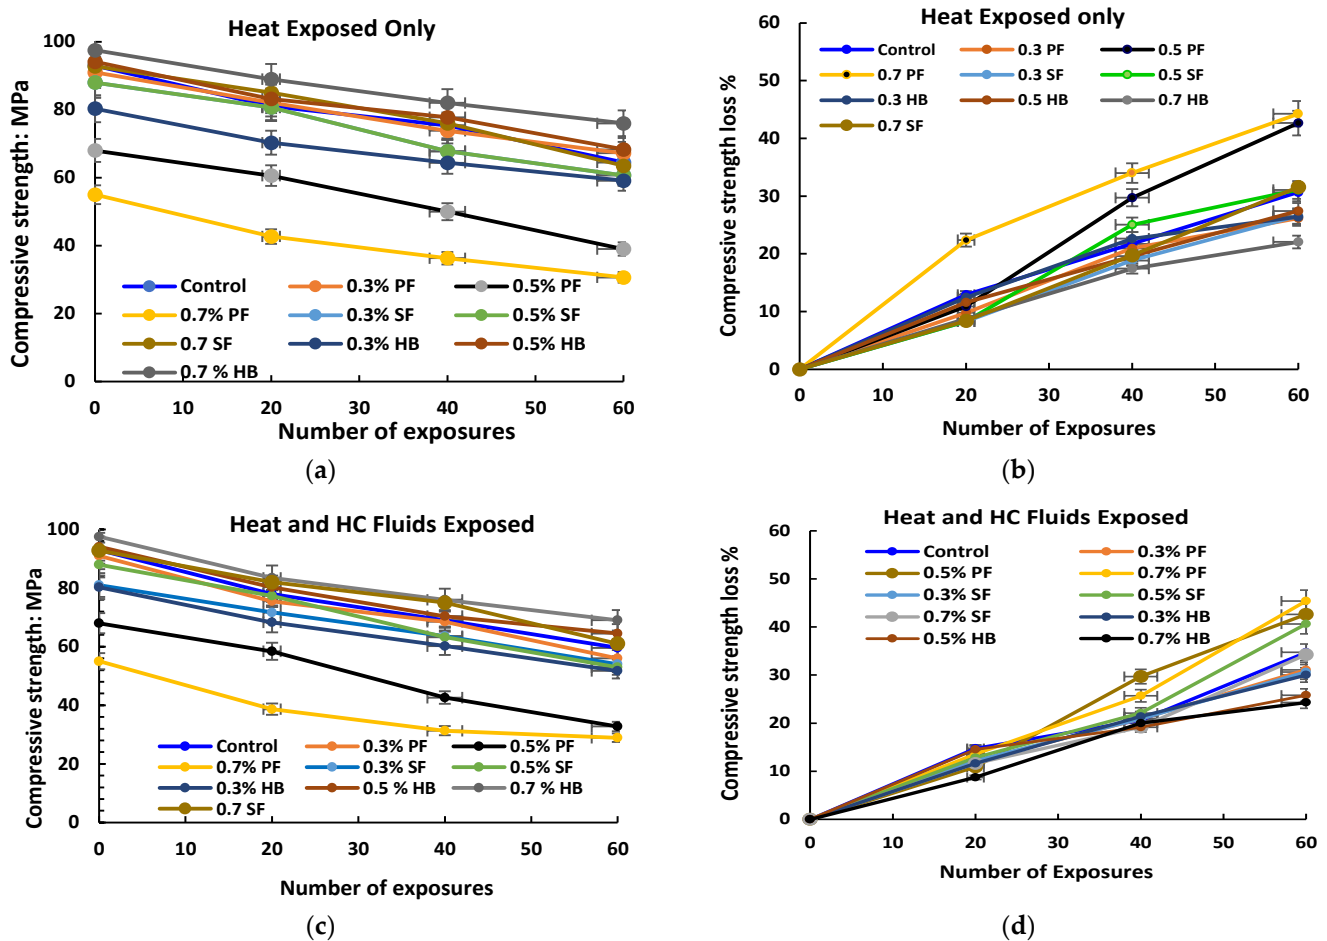 Heat Exposed Only
Compressive strength: MPa
100
80
60
40
20
0
Control 0.3% PF 0.5% PF
0.7% PF 0.3% SF 0.5% SF
0.7 SF 0.3% HB 0.5% HB
0.7 % HB
0 10 20 30 40 50 60
Number of exposures
(a)
Heat Exposed only
Compressive strength loss %
60
50
40
30
20
10
0
Control 0.3 PF 0.5 PF
0.7 PF 0.3 SF 0.5 SF
0.3 HB 0.5 HB 0.7 HB
0.7 SF
0 10 20 30 40 50 60
Number of Exposures
(b)
Heat and HC Fluids Exposed
Compressive strength: MPa
100
80
60
40
20
0
Control 0.3% PF 0.5% PF
0.7% PF 0.3% SF 0.5% SF
0.3% HB 0.5 % HB 0.7 % HB
0.7 SF
0 10 20 30 40 50 60
Number of exposures
(c)
Heat and HC Fluids Exposed
Compressive strength loss %
60
50
40
30
20
10
0
Control 0.3% PF
0.5% PF 0.7% PF
0.3% SF 0.5% SF
0.7% SF 0.3% HB
0.5% HB 0.7% HB
0 10 20 30 40 50 60
Number of Exposures
(d)